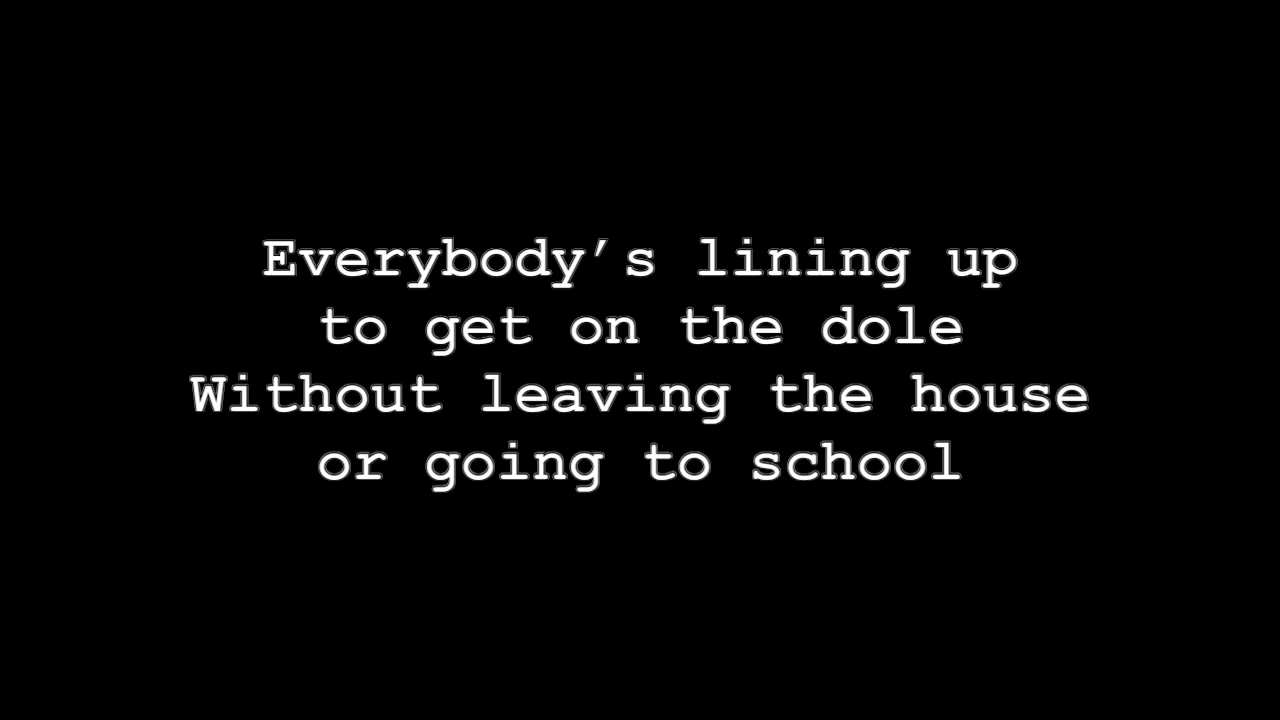 Everybody’s lining up
to get on the dole
Without leaving the house
or going to school